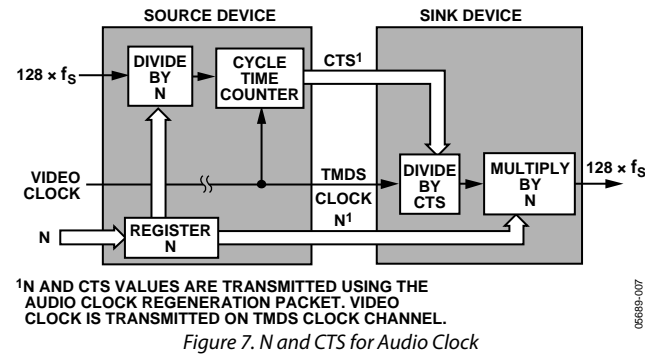 SOURCE DEVICE
SINK DEVICE
128 × fS
DIVIDE
BY
N
CYCLE
TIME
COUNTER
CTS1
VIDEO
CLOCK
TMDS
CLOCK
N1
DIVIDE
BY
CTS
MULTIPLY
BY
N
128 × fS
N
REGISTER
N
1N AND CTS VALUES ARE TRANSMITTED USING THE
AUDIO CLOCK REGENERATION PACKET. VIDEO
CLOCK IS TRANSMITTED ON TMDS CLOCK CHANNEL.
05689-007
Figure 7. N and CTS for Audio Clock